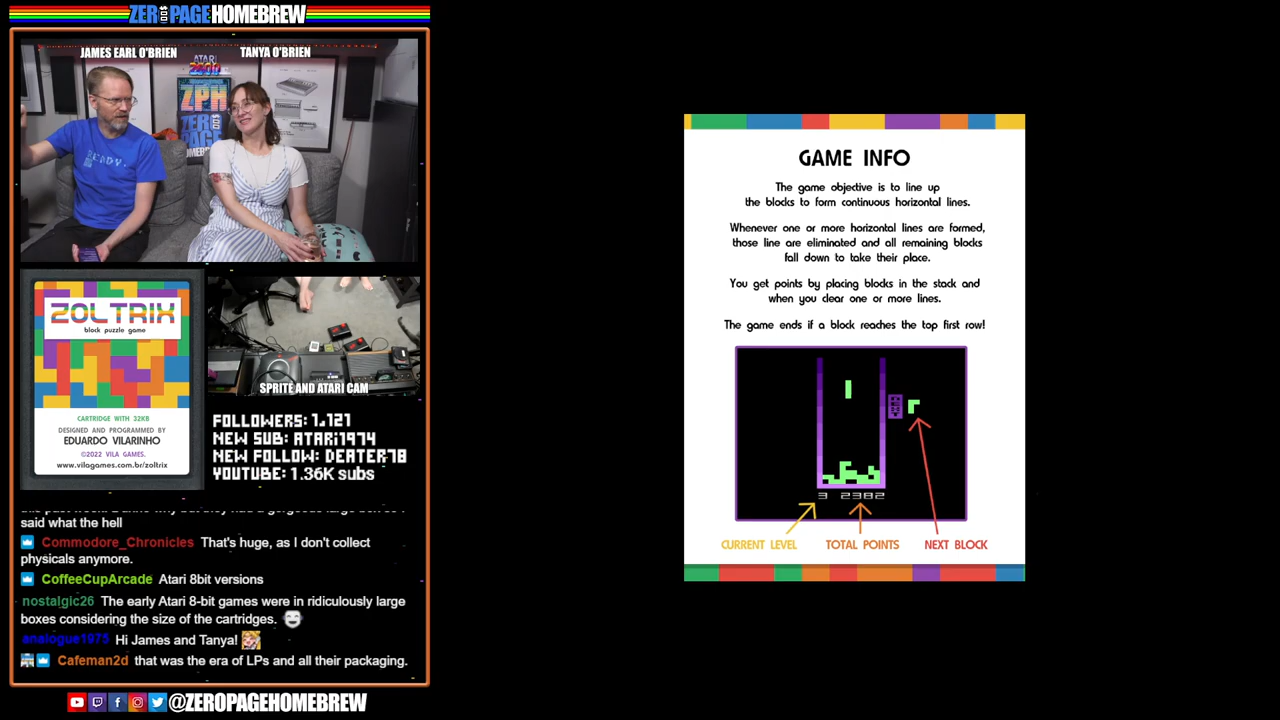 ZEROPAGEHOMEBREW
JAMES EARL O'BRIEN
TANYA O'BRIEN
ATARI
2600
ZPH
ZERO
PAGE
HOMEBREW
READY.
ZOLTRIX
block puzzle game
CARTRIDGE WITH 32KB
DESIGNED AND PROGRAMMED BY
EDUARDO VILARINHO
©2022 VILA GAMES.
www.vilagames.com.br/zoltrix
SPRITE AND ATARI CAM
FOLLOWERS: 1,121
NEW SUB: ATARI1974
NEW FOLLOW: DEATER78
YOUTUBE: 1.36K subs
said what the hell
Commodore_Chronicles That's huge, as I don't collect
physicals anymore.
CoffeeCupArcade Atari 8bit versions
nostalgic26 The early Atari 8-bit games were in ridiculously large
boxes considering the size of the cartridges.
analogue1975 Hi James and Tanya!
Cafeman2d that was the era of LPs and all their packaging.
@ZEROPAGEHOMEBREW
GAME INFO
The game objective is to line up
the blocks to form continuous horizontal lines.
Whenever one or more horizontal lines are formed,
those line are eliminated and all remaining blocks
fall down to take their place.
You get points by placing blocks in the stack and
when you clear one or more lines.
The game ends if a block reaches the top first row!
NEXT
3 2382
CURRENT LEVEL
TOTAL POINTS
NEXT BLOCK